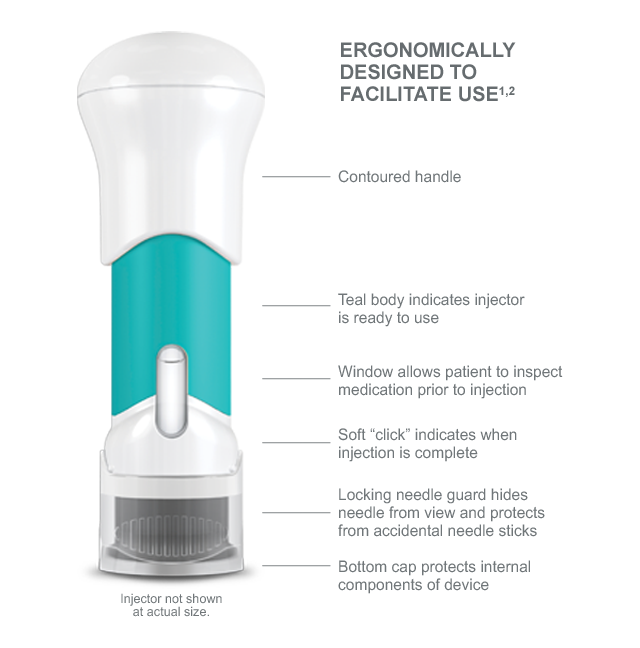 ERGONOMICALLY
DESIGNED TO
FACILITATE USE1,2
Contoured handle
Teal body indicates injector
is ready to use
Window allows patient to inspect
medication prior to injection
Soft “click” indicates when
injection is complete
Locking needle guard hides
needle from view and protects
from accidental needle sticks
Bottom cap protects internal
components of device
Injector not shown
at actual size.